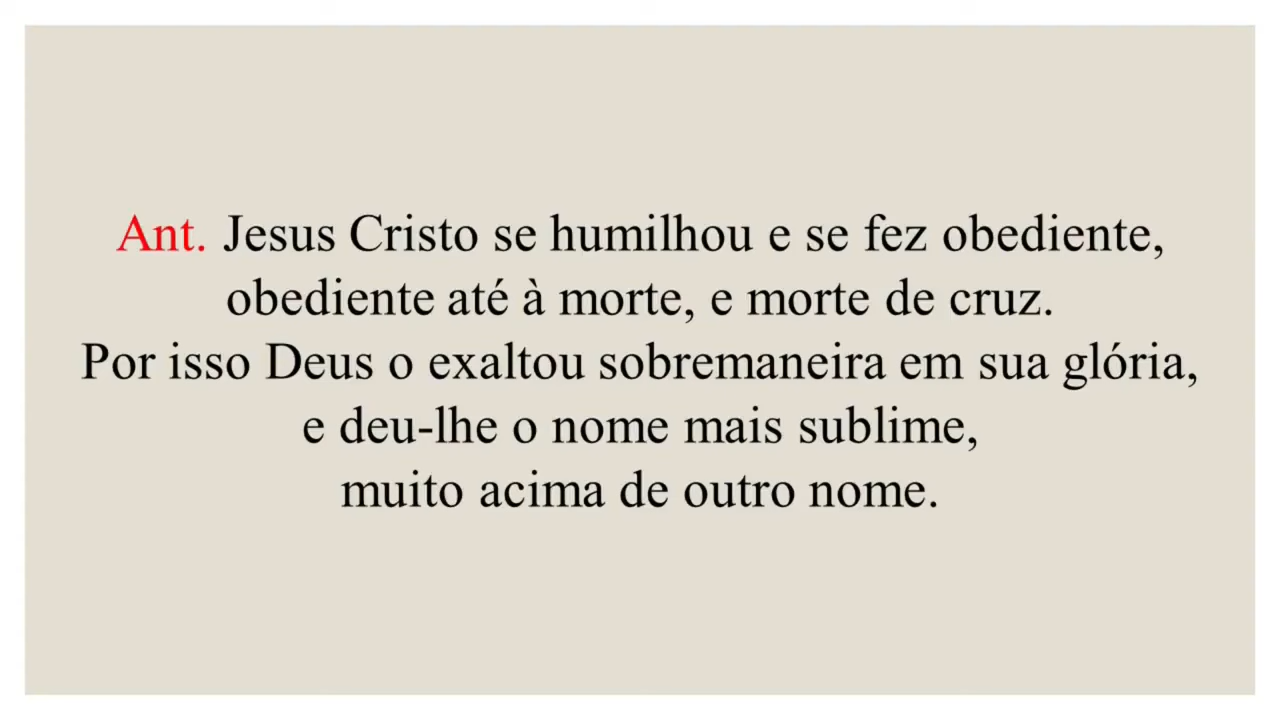 Ant. Jesus Cristo se humilhou e se fez obediente,
obediente até à morte, e morte de cruz.
Por isso Deus o exaltou sobremaneira em sua glória,
e deu-lhe o nome mais sublime,
muito acima de outro nome.